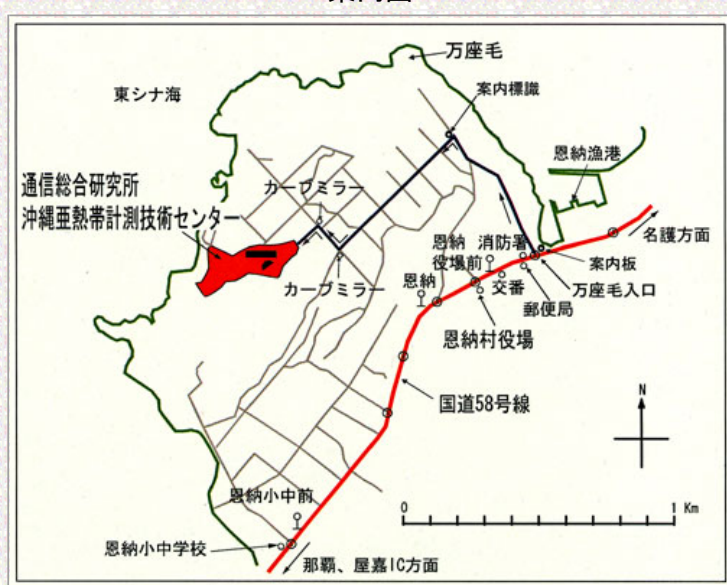 万座毛
東シナ海
案内標識
恩納漁港
通信総合研究所
沖縄亜熱帯計測技術センター
カーブミラー
名護方面
恩納
役場前
消防署
案内板
恩納
カーブミラー
交番
万座毛入口
郵便局
恩納村役場
国道58号線
N
恩納小中前
0
1 Km
恩納小中学校
那覇、屋嘉IC方面